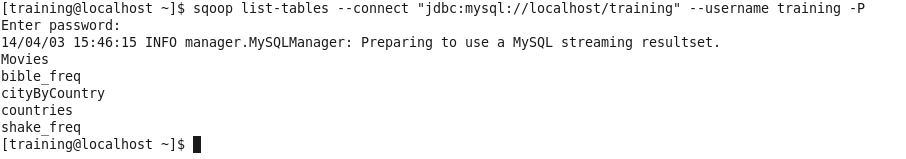 [training@localhost ~]$ sqoop list-tables --connect "jdbc:mysql://localhost/training" --username training -P
Enter password:
14/04/03 15:46:15 INFO manager.MySQLManager: Preparing to use a MySQL streaming resultset.
Movies
bible_freq
cityByCountry
countries
shake_freq
[training@localhost ~]$